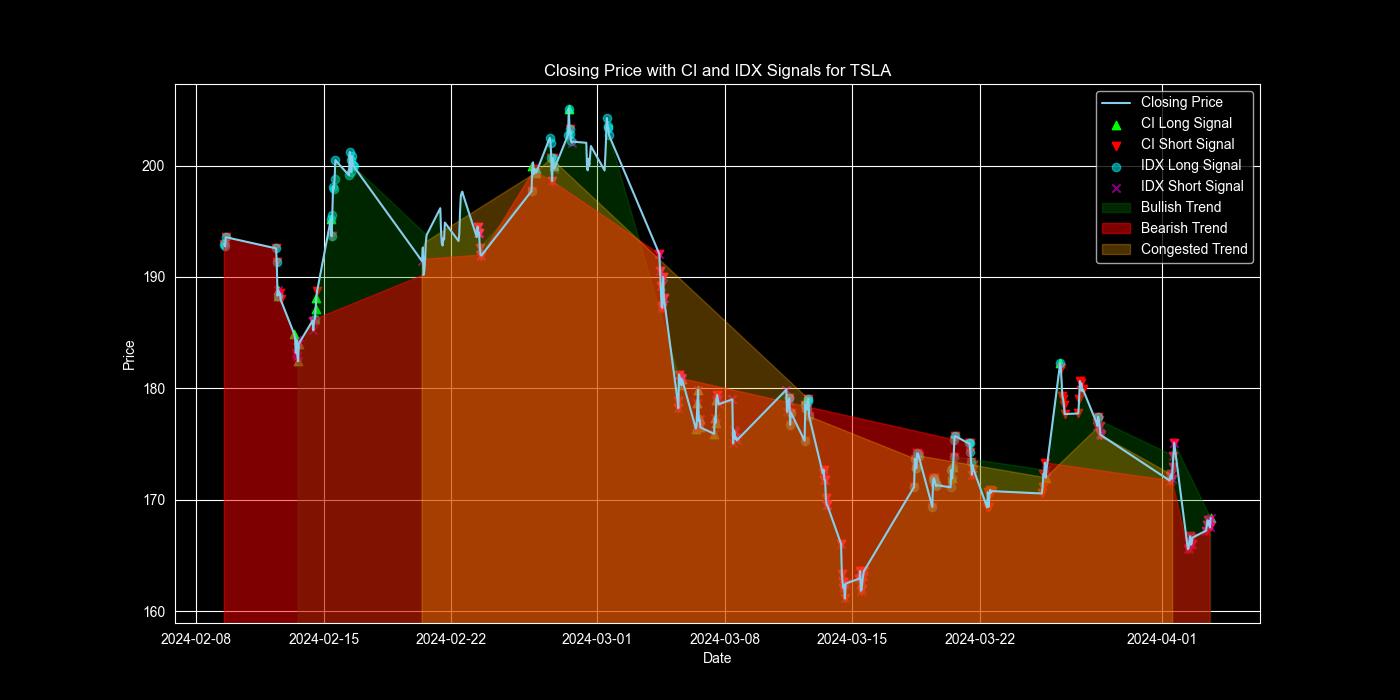 Closing Price with CI and IDX Signals for TSLA
Closing Price
CI Long Signal
CI Short Signal
IDX Long Signal
IDX Short Signal
Bullish Trend
Bearish Trend
Congested Trend
200
190
180
170
160
Price
2024-02-08 2024-02-15 2024-02-22 2024-03-01 2024-03-08 2024-03-15 2024-03-22 2024-04-01
Date